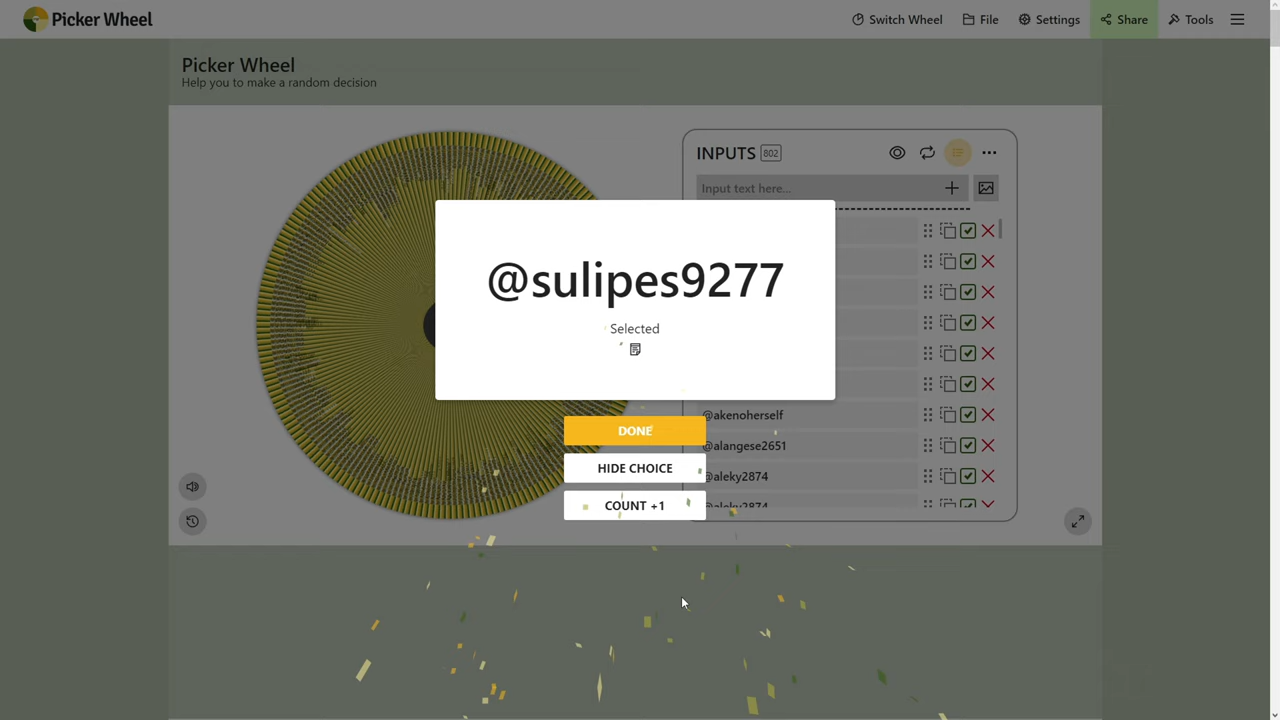 Picker Wheel
Switch Wheel
File
Settings
Share
Tools
Picker Wheel
Help you to make a random decision
INPUTS 802
Input text here...
@sulipes9277
Selected
DONE
HIDE CHOICE
COUNT +1
@akenoherself
@alangese2651
@aleky2874
@aleky2874